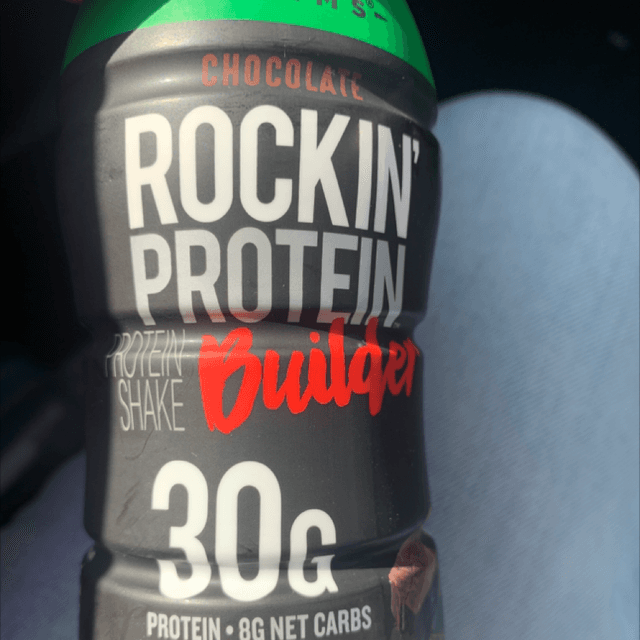 CHOCOLATE
ROCKIN'
PROTEIN
Builder
PROTEIN
SHAKE
30G
PROTEIN • 8G NET CARBS